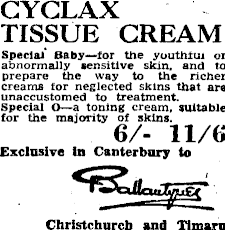 CYCLAX
TISSUE CREAM
Special Baby—for the youthful or
abnormally sensitive skin, and to
prepare the way to the richer
creams for neglected skins that are
unaccustomed to treatment.
Special O—a toning cream, suitable
for the majority of skins.
6/- 11/6
Exclusive in Canterbury to
Ballantynes
Christchurch and Timaru